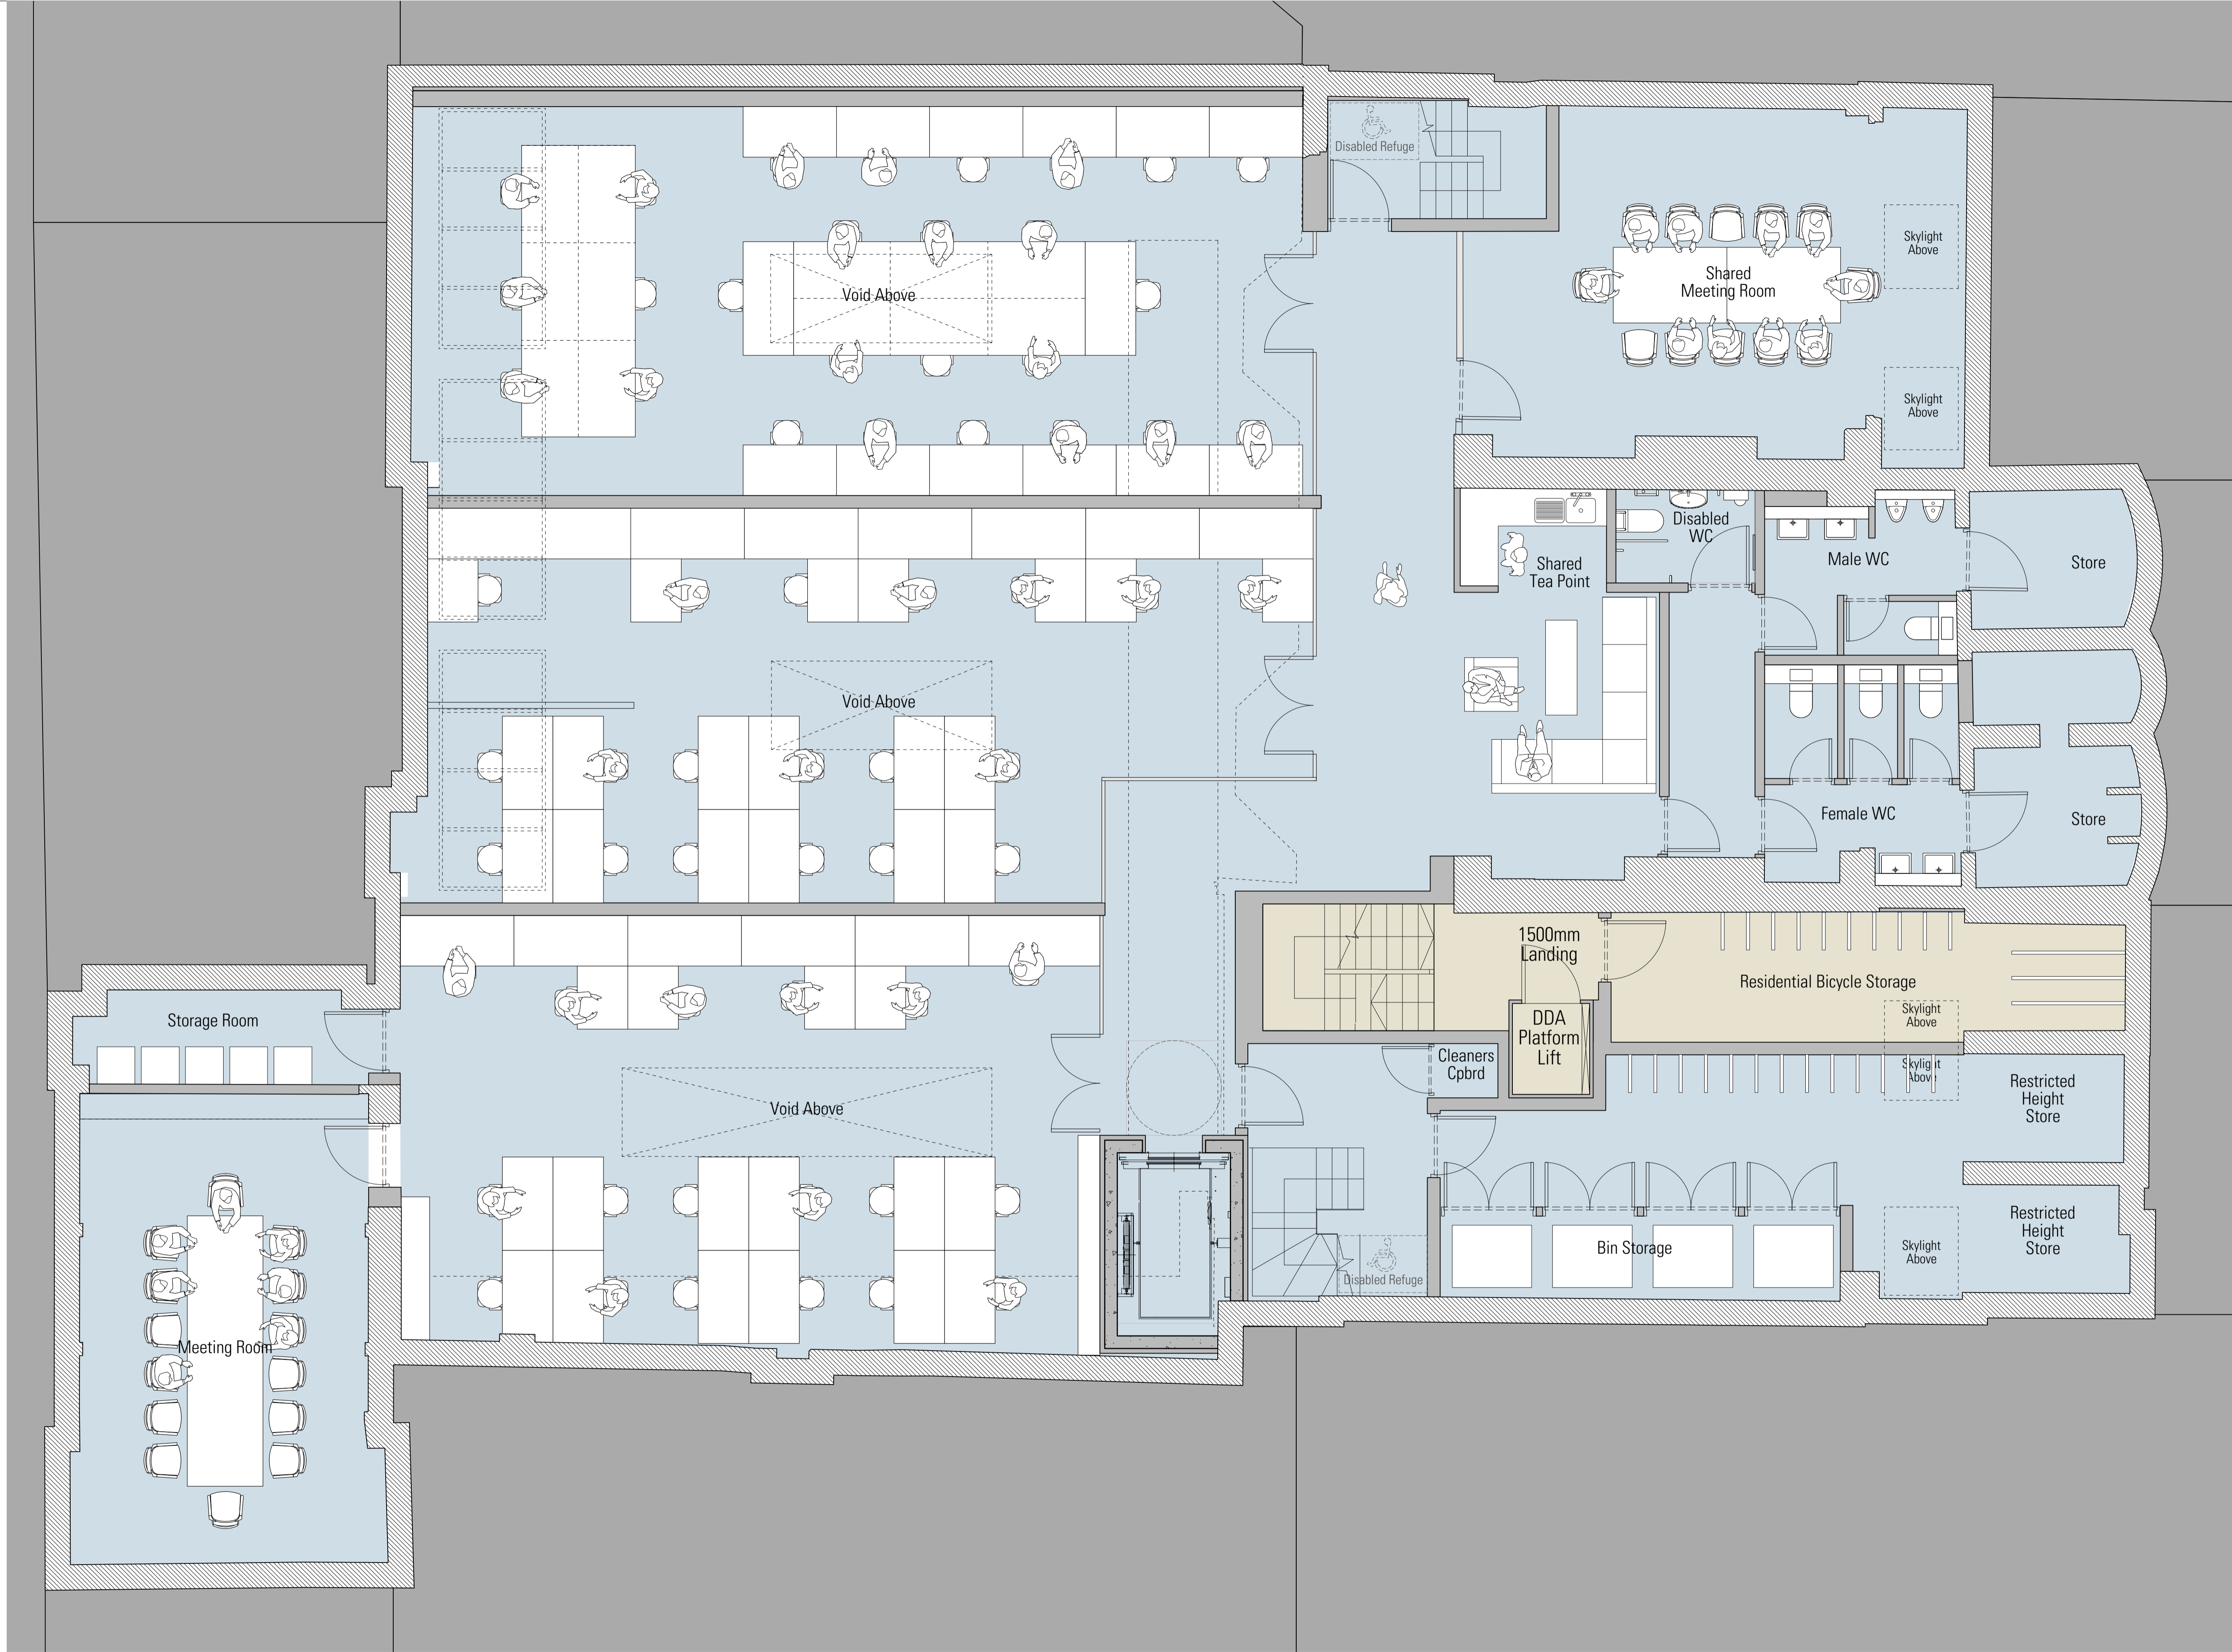 Disabled Refuge
Skylight
Above
Shared
Meeting Room
Void Above
Skylight
Above
Disabled
WC
Male WC
Shared
Tea Point
Store
Void Above
Female WC
Store
1500mm
Landing
Residential Bicycle Storage
Skylight
Above
Storage Room
DDA
Platform
Lift
Cleaners
Cpbrd
Skylight
Above
Restricted
Height
Store
Void Above
Restricted
Height
Store
Bin Storage
Skylight
Above
Disabled Refuge
Meeting Room